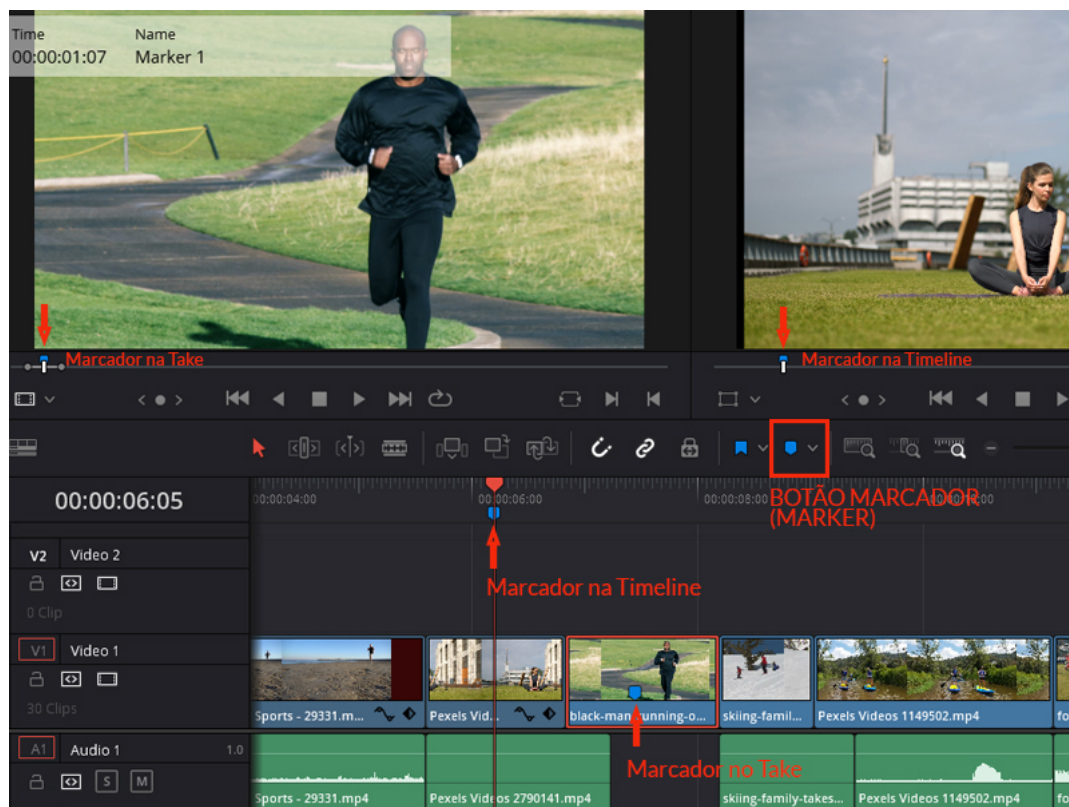 Time Name
00:00:01:07 Marker 1
Marcador na Take
Marcador na Timeline
BOTÃO MARCADOR
(MARKER)
00:00:06:05
00:00:04:00 00:00:06:00 00:00:08:00
Marcador na Timeline
V2 Video 2
0 Clip
V1 Video 1
30 Clips
Sports - 29331.m... Pexels Vid... black-man-running-o... skiing-famil... Pexels Videos 1149502.mp4 fo
Marcador no Take
A1 Audio 1 1.0
S M
Sports - 29331.mp4 Pexels Videos 2790141.mp4 skiing-family-takes... Pexels Videos 1149502.mp4 fo